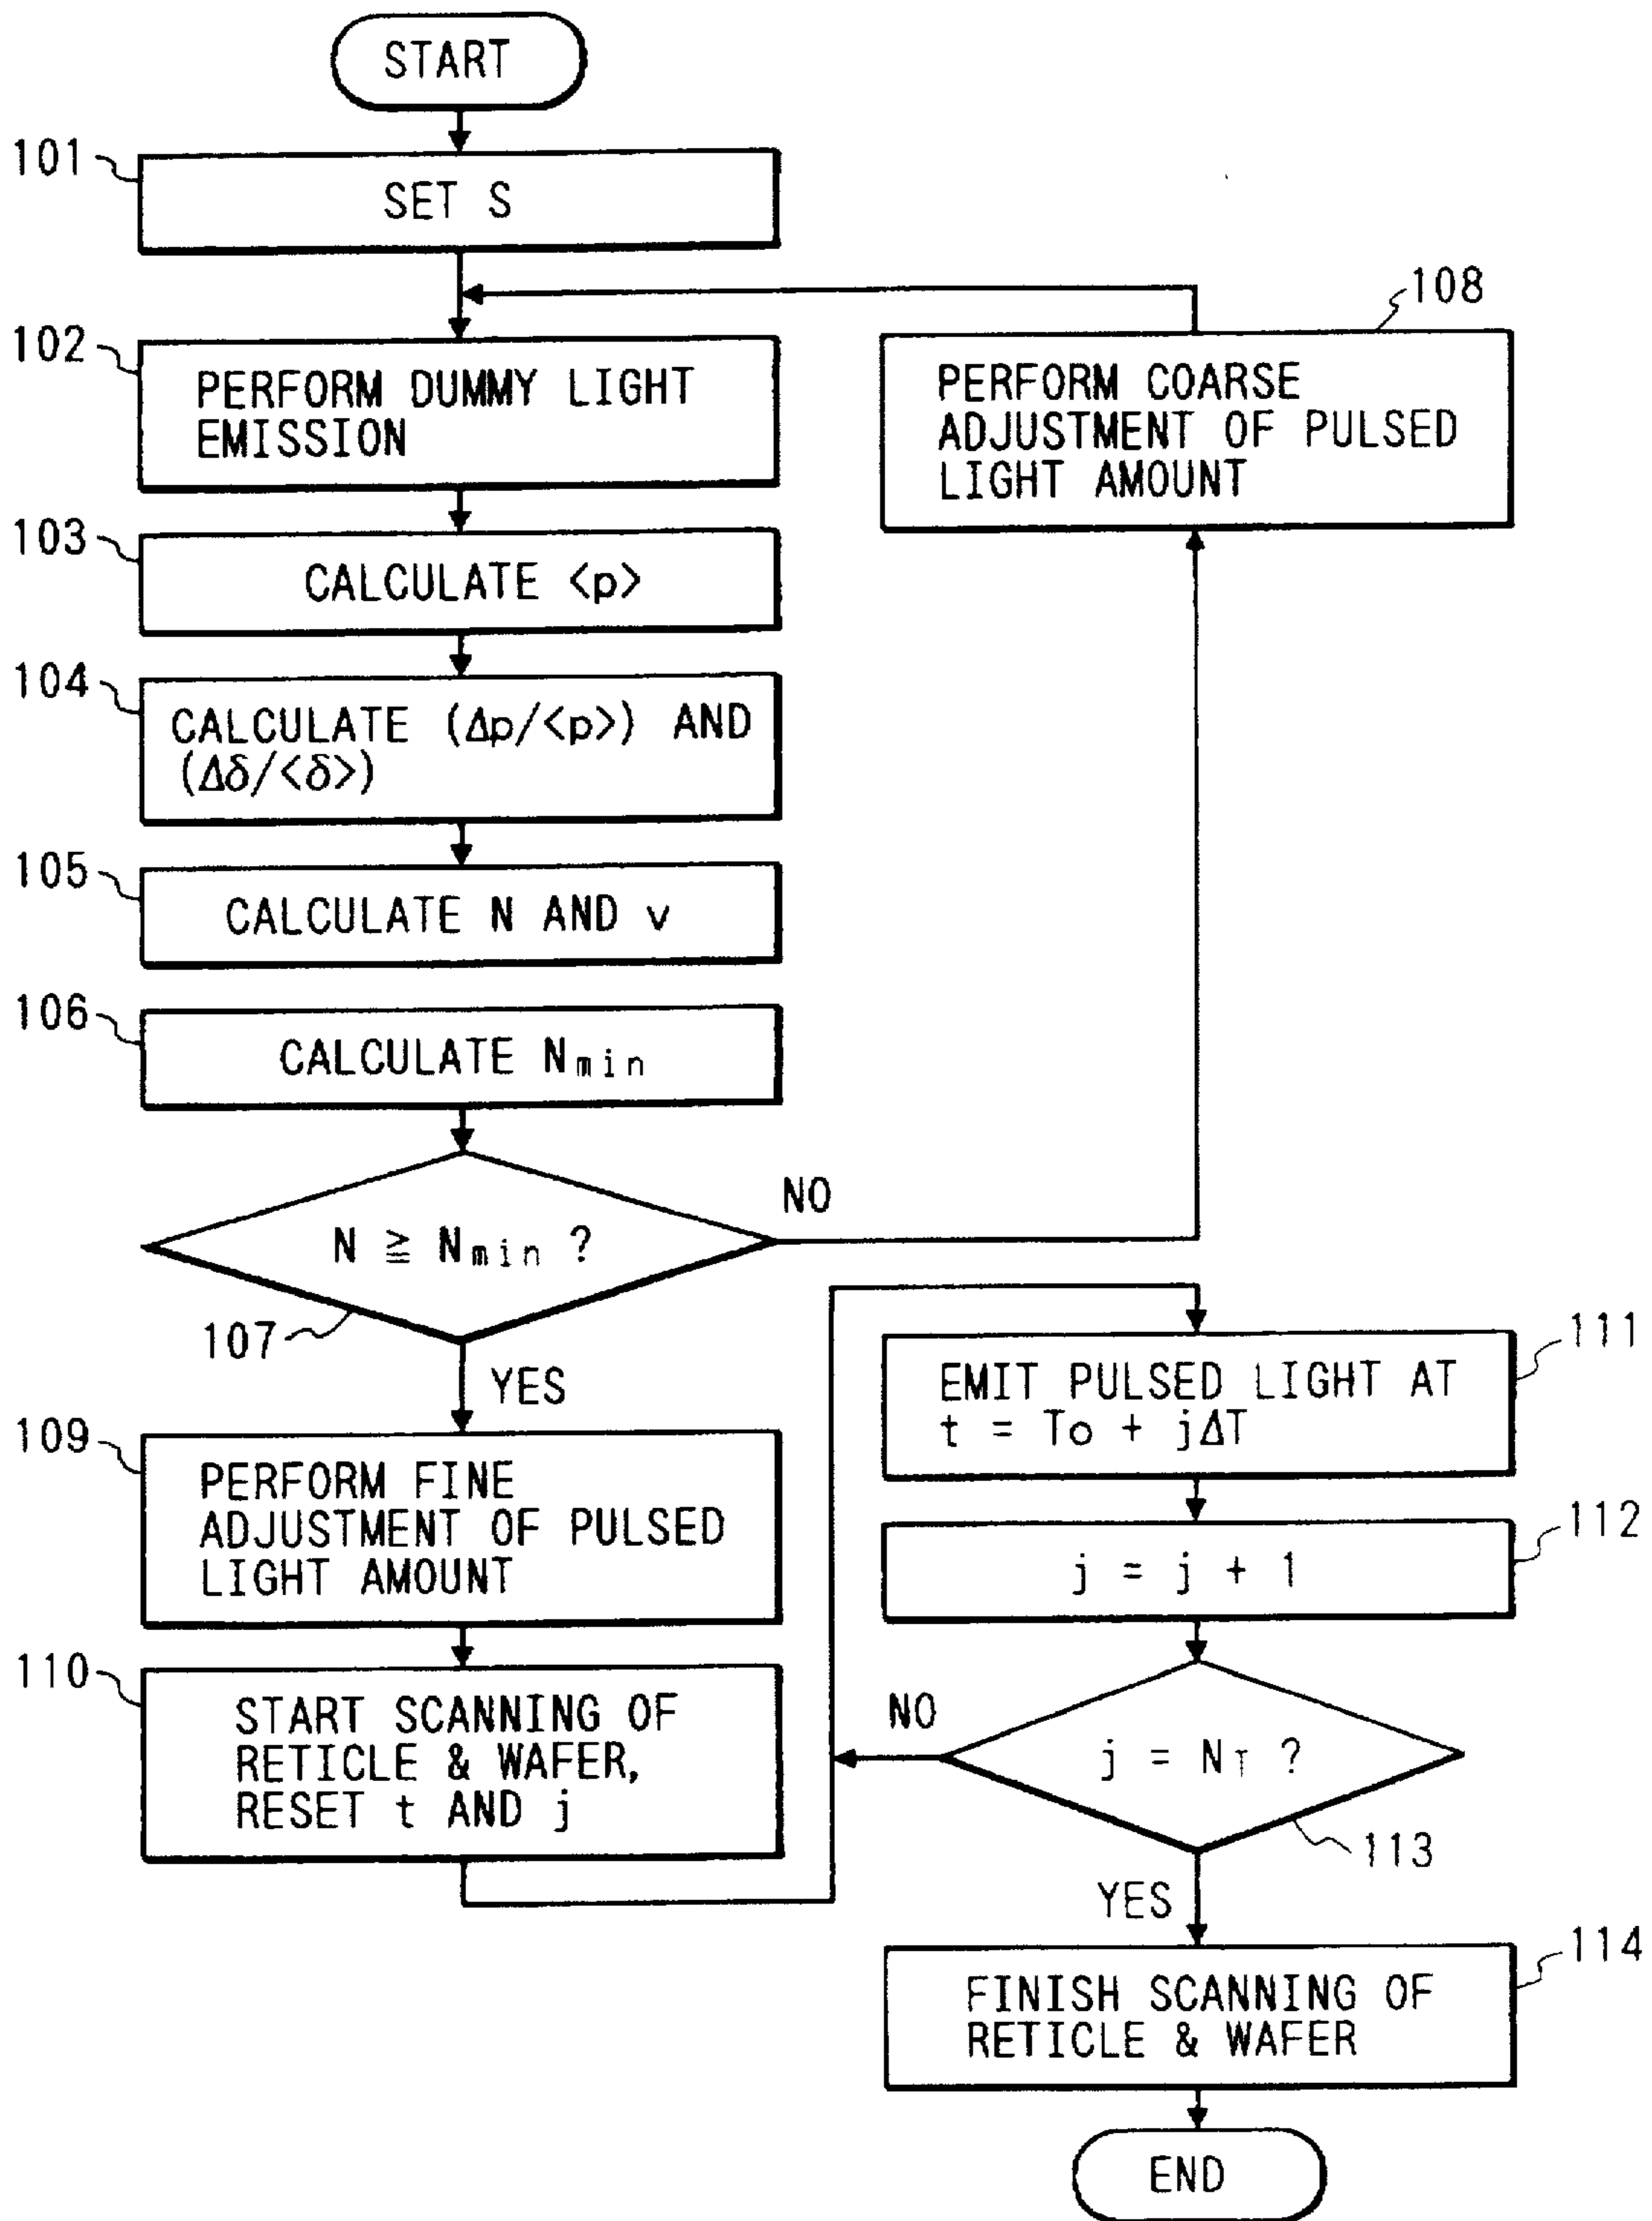 START
101
SET S
102
PERFORM DUMMY LIGHT
EMISSION
103
CALCULATE <p>
104
CALCULATE (Δp/<p>) AND
(Δδ/<δ>)
105
CALCULATE N AND v
106
CALCULATE Nmin
N ≧ Nmin ?
107
NO
YES
108
PERFORM COARSE
ADJUSTMENT OF PULSED
LIGHT AMOUNT
109
PERFORM FINE
ADJUSTMENT OF PULSED
LIGHT AMOUNT
110
START SCANNING OF
RETICLE & WAFER,
RESET t AND j
111
EMIT PULSED LIGHT AT
t = To + jΔT
112
j = j + 1
NO
j = NT ?
113
YES
114
FINISH SCANNING OF
RETICLE & WAFER
END